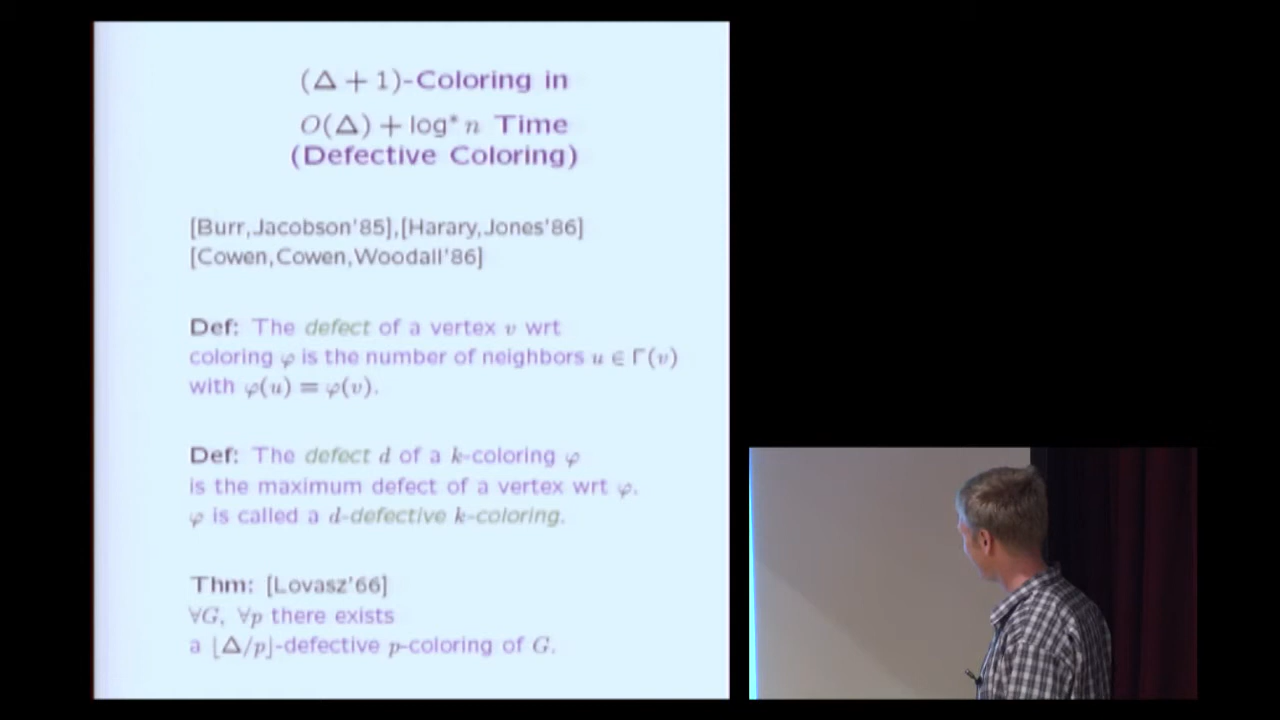 (Δ + 1)-Coloring in
O(Δ) + log* n Time
(Defective Coloring)
[Burr,Jacobson'85],[Harary,Jones'86]
[Cowen,Cowen,Woodall'86]
Def: The defect of a vertex v wrt
coloring φ is the number of neighbors u ∈ Γ(v)
with φ(u) = φ(v).
Def: The defect d of a k-coloring φ
is the maximum defect of a vertex wrt φ.
φ is called a d-defective k-coloring.
Thm: [Lovasz'66]
∀G, ∀p there exists
a ⌊Δ/p⌋-defective p-coloring of G.